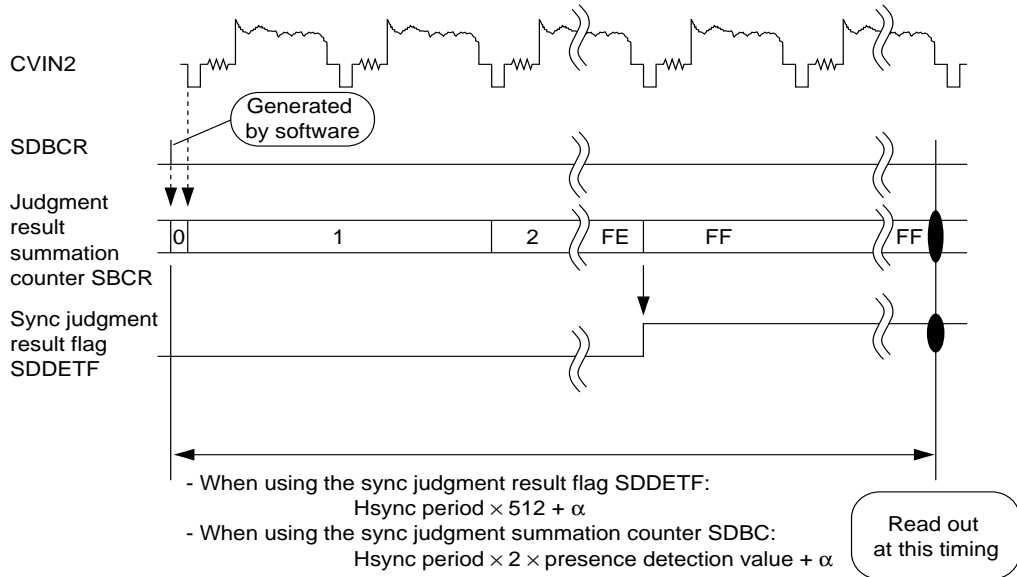 CVIN2
Generated
by software
SDBCR
Judgment
result
summation
counter SBCR
0
1
2
FE
FF
FF
Sync judgment
result flag
SDDETF
- When using the sync judgment result flag SDDETF:
Hsync period × 512 + α
- When using the sync judgment summation counter SDBC:
Hsync period × 2 × presence detection value + α
Read out
at this timing